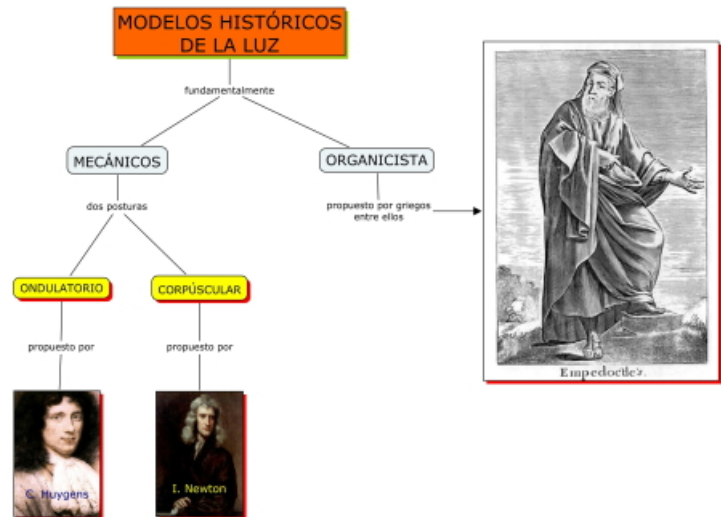 MODELOS HISTÓRICOS
DE LA LUZ
fundamentalmente
MECÁNICOS
ORGANICISTA
dos posturas
propuesto por griegos
entre ellos
ONDULATORIO
CORPÚSCULAR
propuesto por
propuesto por
C. Huygens
I. Newton
Empedocles.